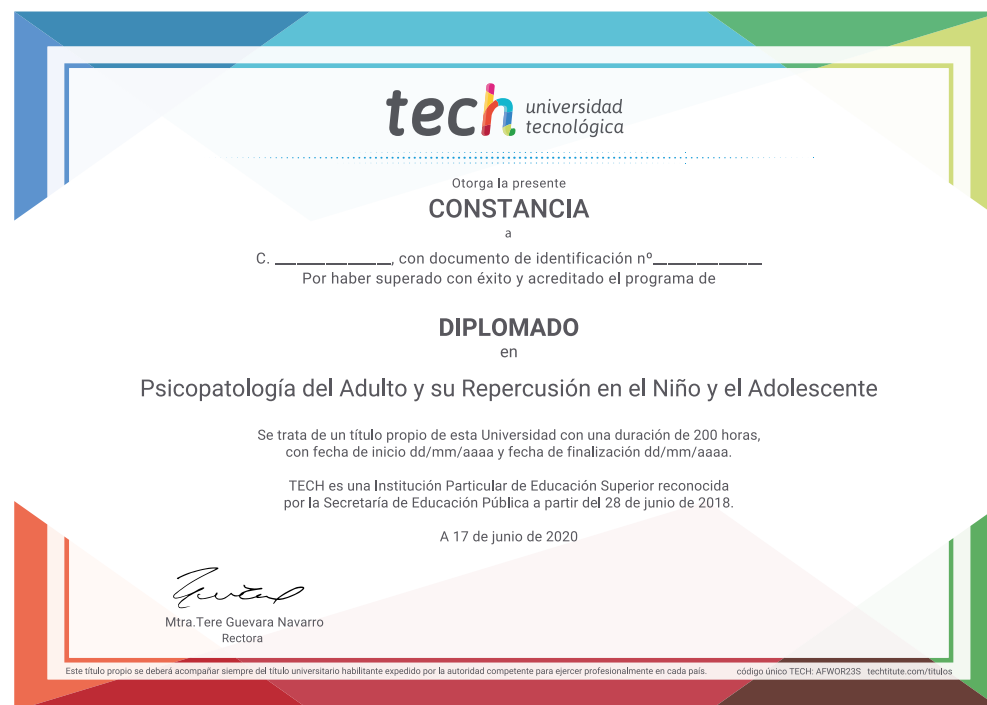 tech universidad
tecnológica
Otorga la presente
CONSTANCIA
a
C. ______________, con documento de identificación nº_____________
Por haber superado con éxito y acreditado el programa de
DIPLOMADO
en
Psicopatología del Adulto y su Repercusión en el Niño y el Adolescente
Se trata de un título propio de esta Universidad con una duración de 200 horas,
con fecha de inicio dd/mm/aaaa y fecha de finalización dd/mm/aaaa.
TECH es una Institución Particular de Educación Superior reconocida
por la Secretaría de Educación Pública a partir del 28 de junio de 2018.
A 17 de junio de 2020
Mtra.Tere Guevara Navarro
Rectora
Este título propio se deberá acompañar siempre del título universitario habilitante expedido por la autoridad competente para ejercer profesionalmente en cada país. código único TECH: AFWOR23S techtitute.com/titulos